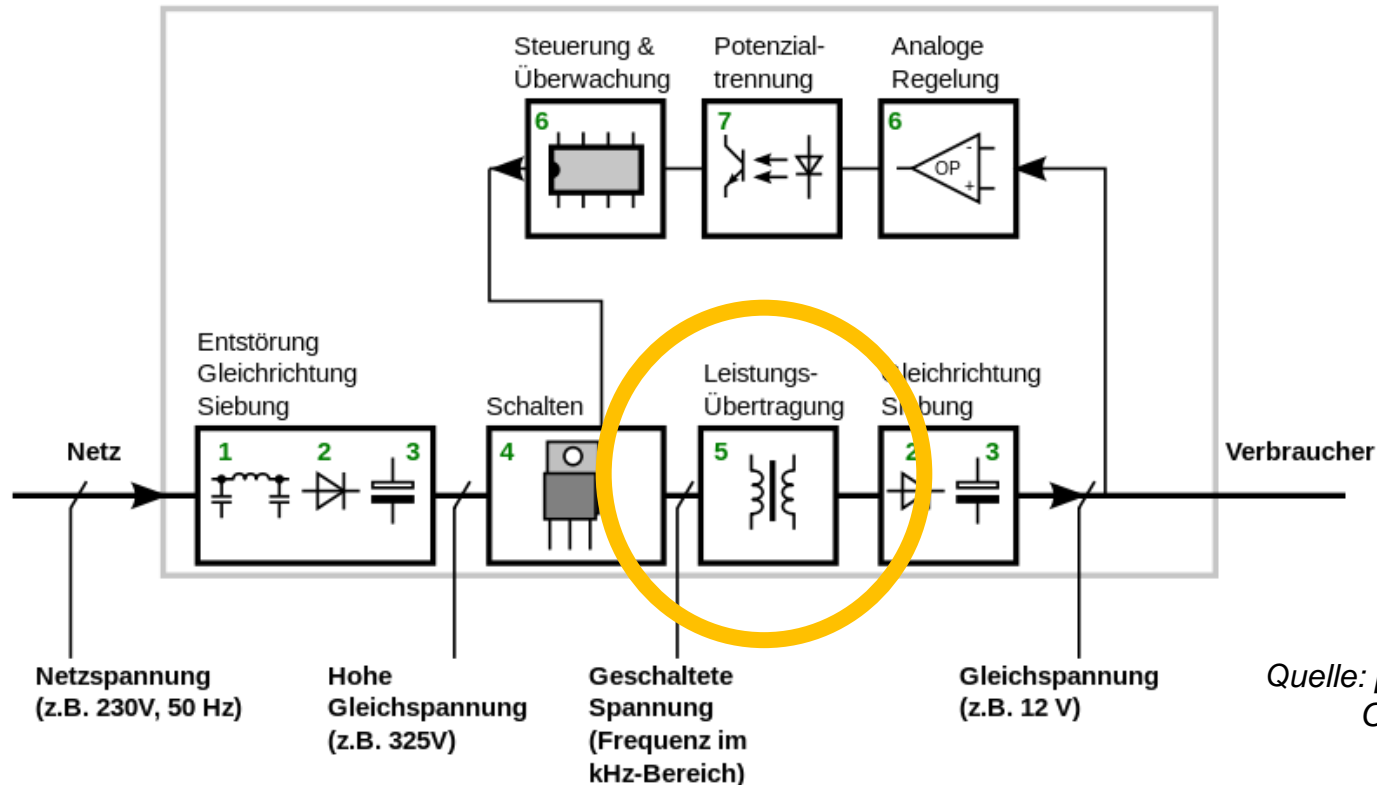 Steuerung &
Überwachung
Potenzial-
trennung
Analoge
Regelung
6
7
6
OP
-
+
Entstörung
Gleichrichtung
Siebung
Schalten
Leistungs-
Übertragung
Gleichrichtung
Siebung
Netz
1
2
3
4
5
2
3
Verbraucher
Netzspannung
(z.B. 230V, 50 Hz)
Hohe
Gleichspannung
(z.B. 325V)
Geschaltete
Spannung
(Frequenz im
kHz-Bereich)
Gleichspannung
(z.B. 12 V)
Quelle: